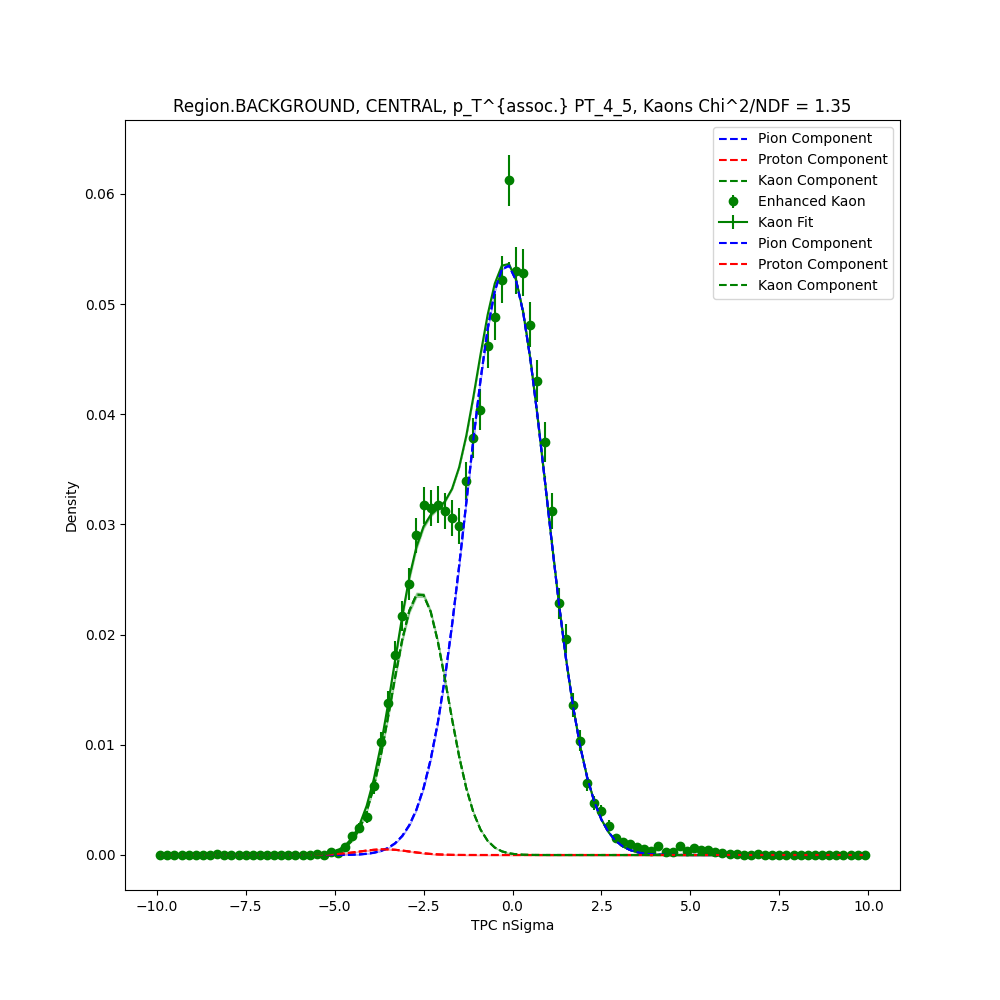 Region.BACKGROUND, CENTRAL, p_T^{assoc.} PT_4_5, Kaons Chi^2/NDF = 1.35
Pion Component
Proton Component
Kaon Component
Enhanced Kaon
Kaon Fit
Pion Component
Proton Component
Kaon Component
Density
0.06
0.05
0.04
0.03
0.02
0.01
0.00
−10.0 −7.5 −5.0 −2.5 0.0 2.5 5.0 7.5 10.0
TPC nSigma